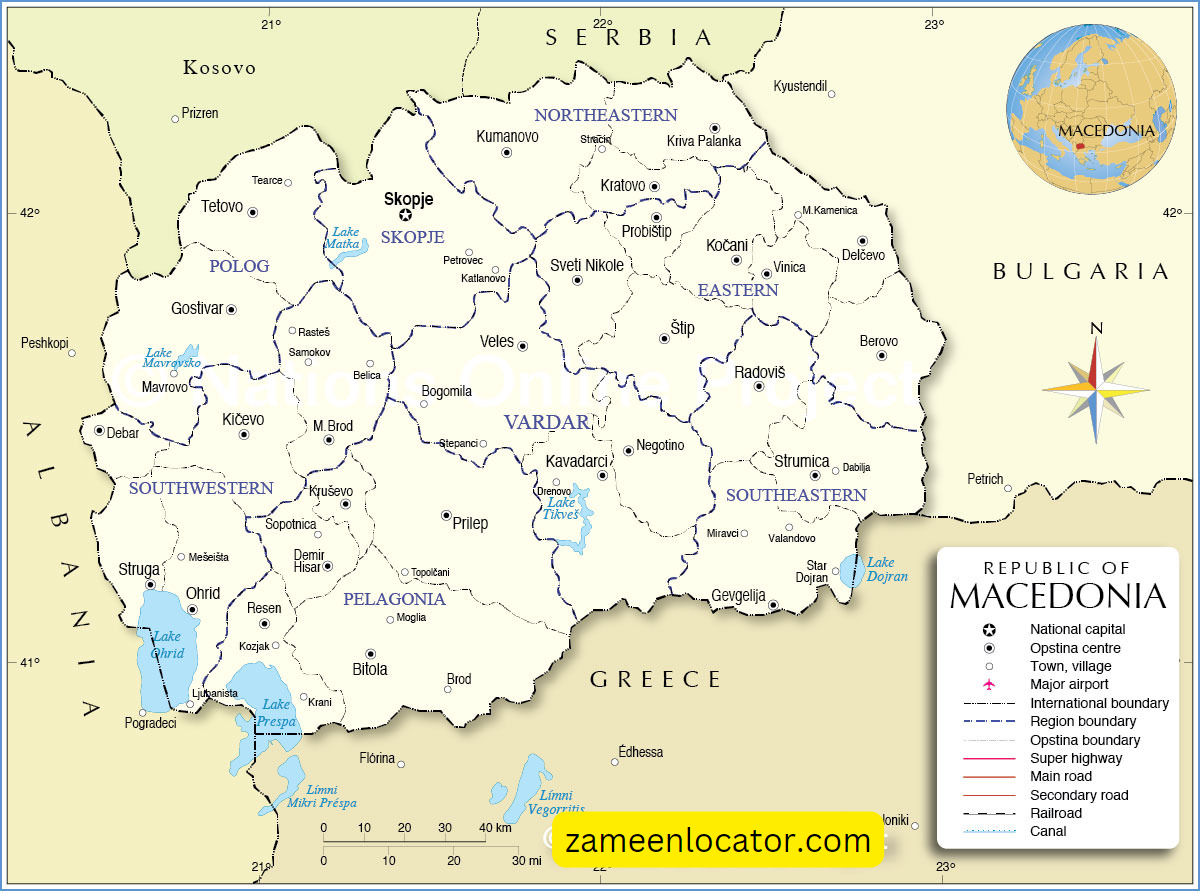 21°
22°
23°
SERBIA
Kosovo
Kyustendil
Prizren
NORTHEASTERN
Kumanovo
Stracin
Kriva Palanka
MACEDONIA
Tearce
Kratovo
Skopje
Tetovo
42°
42°
M.Kamenica
Probištip
Lake
Matka
SKOPJE
Kočani
Delčevo
Petrovec
Sveti Nikole
Vinica
POLOG
Katlanovo
BULGARIA
EASTERN
Gostivar
Štip
N
Rasteš
Peshkopi
Veles
Berovo
Lake
Mavrovsko
Samokov
Belica
Radoviš
Mavrovo
© Nations Online Project
Bogomila
Kičevo
VARDAR
M.Brod
Debar
Stepanci
Negotino
Kavadarci
Strumica
Dabilja
ALBANIA
SOUTHWESTERN
Kruševo
Drenovo
SOUTHEASTERN
Petrich
Lake
Tikveš
Sopotnica
Prilep
Miravci
Valandovo
Mešeišta
Demir
Hisar
Struga
Topolčani
Star
Dojran
Lake
Dojran
Ohrid
Resen
PELAGONIA
Gevgelija
Moglia
Lake
Ohrid
Kozjak
Bitola
41°
Brod
GREECE
Ljubanista
Krani
Lake
Prespa
Pogradeci
Flórina
Édhessa
Límni
Mikri Préspa
Límni
Vegorritis
REPUBLIC OF
MACEDONIA
National capital
Opstina centre
Town, village
Major airport
International boundary
Region boundary
Opstina boundary
Super highway
Main road
Secondary road
Railroad
Canal
0 10 20 30 40 km
0 10 20 30 mi
zameenlocator.com
21°
22°
23°